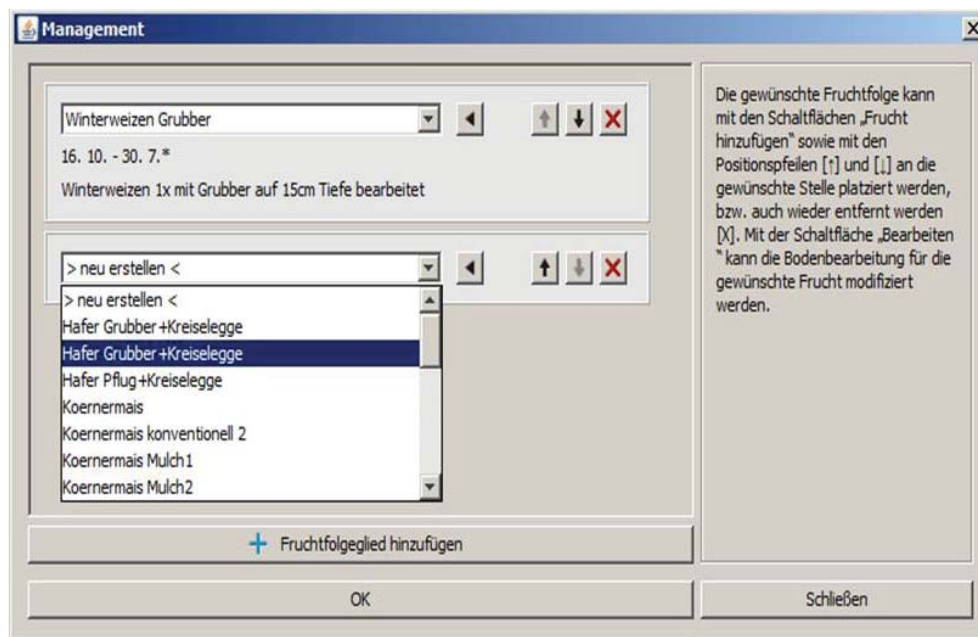 Management
Winterweizen Grubber
16. 10. - 30. 7.*
Winterweizen 1x mit Grubber auf 15cm Tiefe bearbeitet
> neu erstellen <
> neu erstellen <
Hafer Grubber+Kreiselegge
Hafer Grubber+Kreiselegge
Hafer Pflug+Kreiselegge
Koernermais
Koernermais konventionell 2
Koernermais Mulch1
Koernermais Mulch2
Fruchtfolgeglied hinzufügen
OK
Die gewünschte Fruchtfolge kann
mit den Schaltflächen „Frucht
hinzufügen“ sowie mit den
Positionspfeilen [↑] und [↓] an die
gewünschte Stelle platziert werden,
bzw. auch wieder entfernt werden
[X]. Mit der Schaltfläche „Bearbeiten
“ kann die Bodenbearbeitung für die
gewünschte Frucht modifiziert
werden.
Schließen